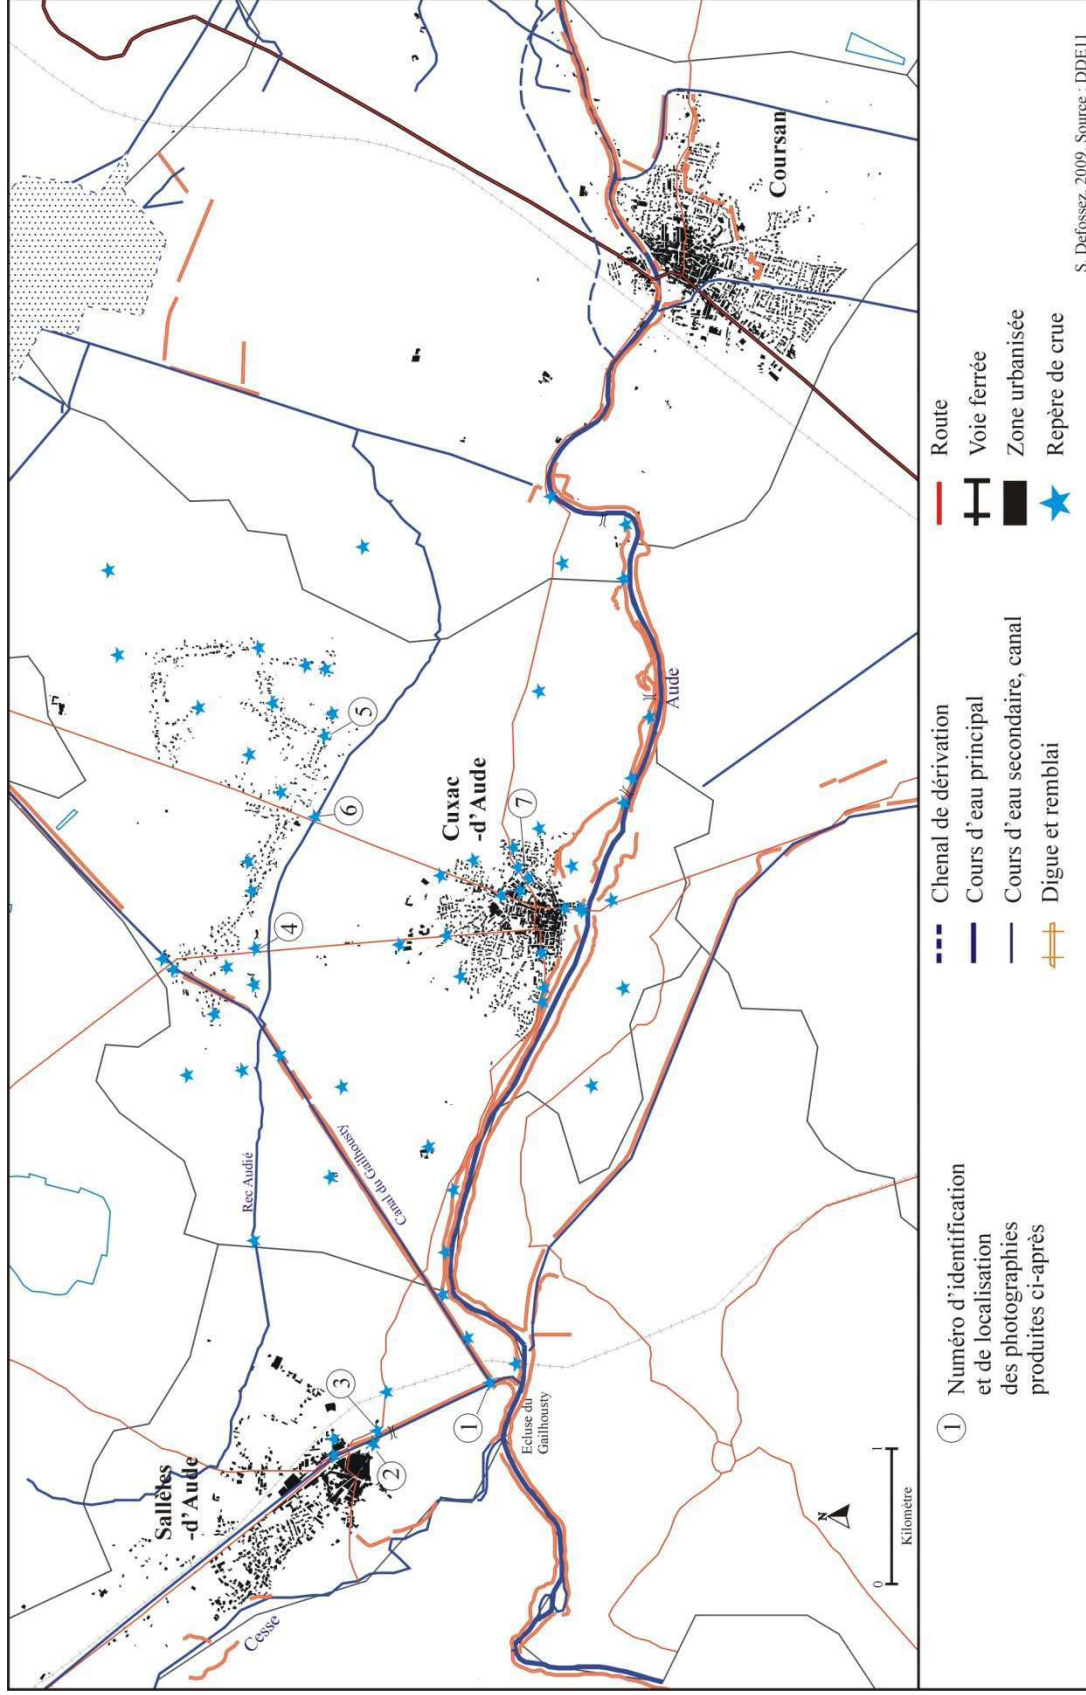 Sallèles
-d'Aude
Cesse
Rec Audié
Canal du Gailhousty
Ecluse du
Gailhousty
Cuxac
-d'Aude
Aude
Coursan
1
2
3
4
5
6
7
N
0 1
Kilomètre
1
Numéro d'identification
et de localisation
des photographies
produites ci-après
Chenal de dérivation
Cours d'eau principal
Cours d'eau secondaire, canal
Digue et remblai
Route
Voie ferrée
Zone urbanisée
Repère de crue
S. Defossez, 2009. Source : DDE11